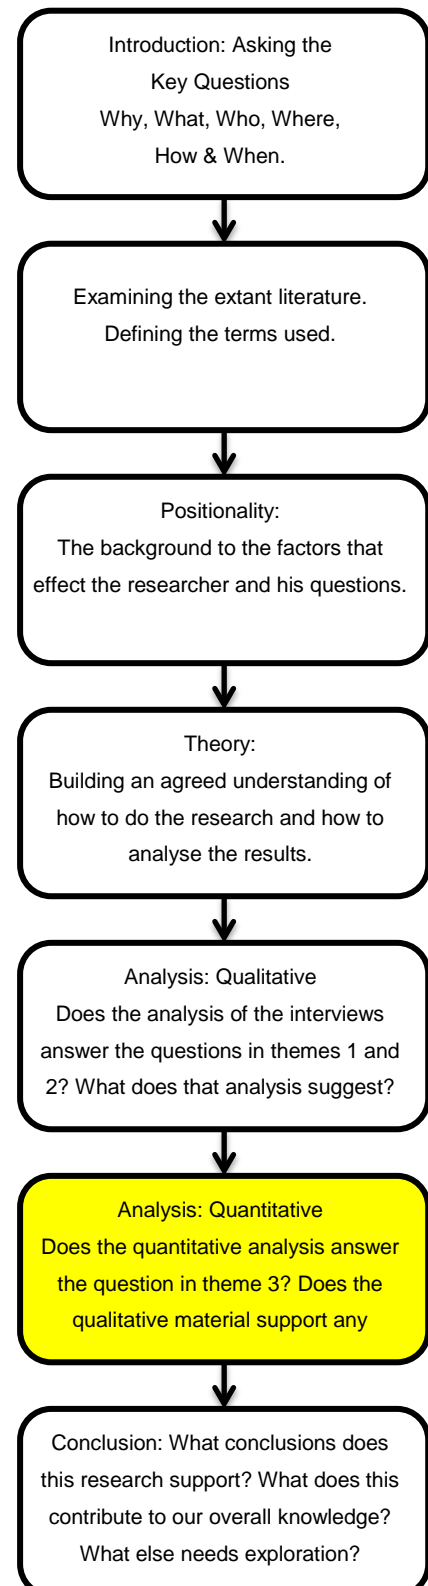 Introduction: Asking the
Key Questions
Why, What, Who, Where,
How & When.
Examining the extant literature.
Defining the terms used.
Positionality:
The background to the factors that
effect the researcher and his questions.
Theory:
Building an agreed understanding of
how to do the research and how to
analyse the results.
Analysis: Qualitative
Does the analysis of the interviews
answer the questions in themes 1 and
2? What does that analysis suggest?
Analysis: Quantitative
Does the quantitative analysis answer
the question in theme 3? Does the
qualitative material support any
Conclusion: What conclusions does
this research support? What does this
contribute to our overall knowledge?
What else needs exploration?